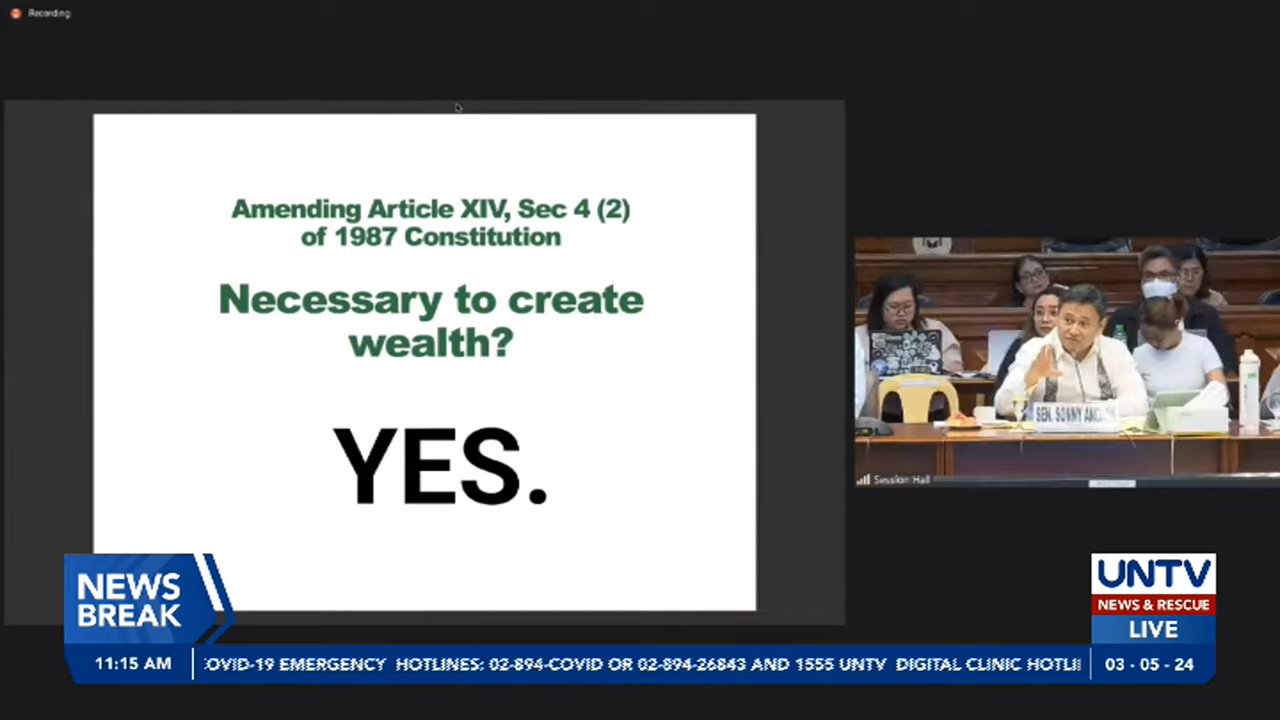 Recording
Amending Article XIV, Sec 4 (2)
of 1987 Constitution
Necessary to create
wealth?
YES.
SEN. SONNY
Session Hall
NEWS
BREAK
UNTV
NEWS & RESCUE
LIVE
11:15 AM
OVID-19 EMERGENCY HOTLINES: 02-894-COVID OR 02-894-26843 AND 1555 UNTV DIGITAL CLINIC HOTLI
03 - 05 - 24